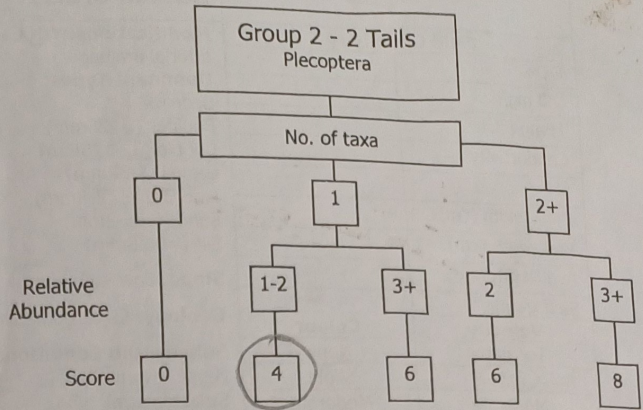 Group 2 - 2 Tails
Plecoptera
No. of taxa
0
1
2+
Relative
Abundance
1-2
3+
2
3+
Score
0
4
6
6
8